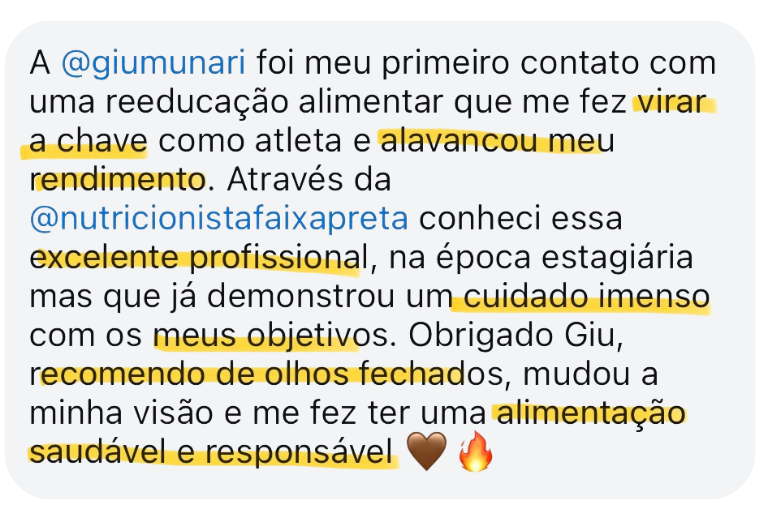 A @giumunari foi meu primeiro contato com
uma reeducação alimentar que me fez virar
a chave como atleta e alavancou meu
rendimento. Através da
@nutricionistafaixapreta conheci essa
excelente profissional, na época estagiária
mas que já demonstrou um cuidado imenso
com os meus objetivos. Obrigado Giu,
recomendo de olhos fechados, mudou a
minha visão e me fez ter uma alimentação
saudável e responsável 🤎 🔥